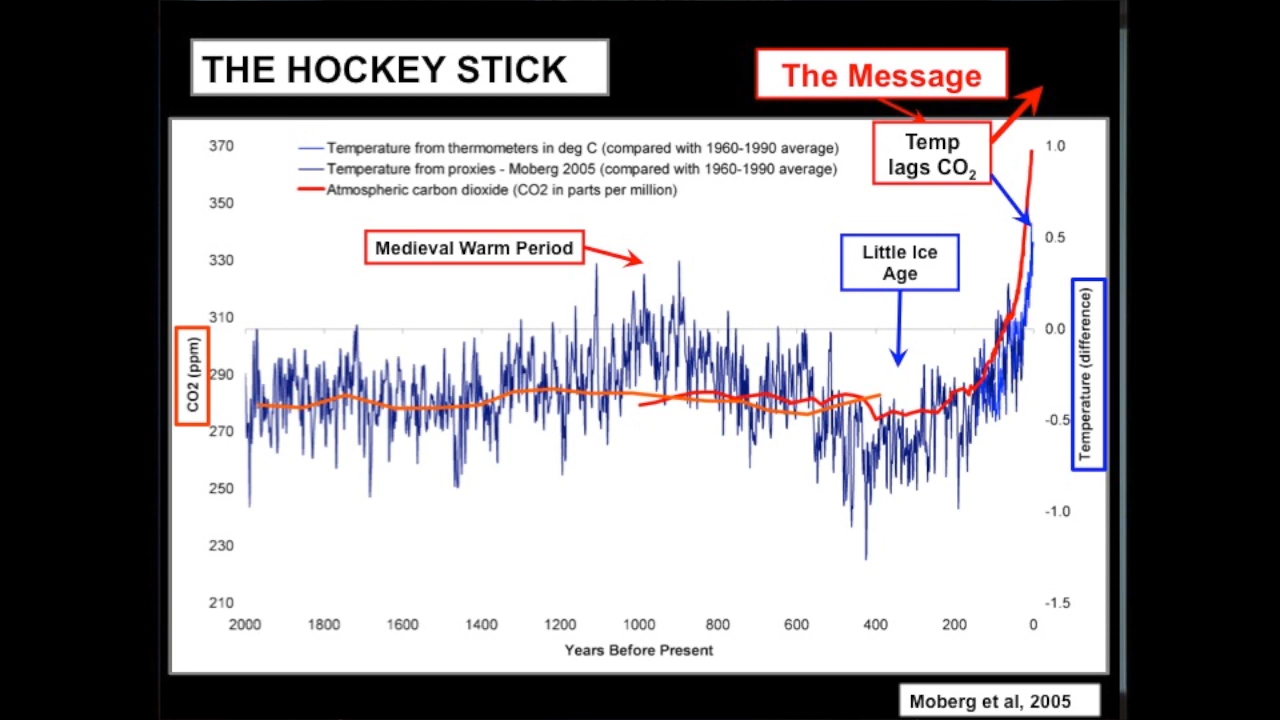 THE HOCKEY STICK
The Message
Temp
lags CO₂
Temperature from thermometers in deg C (compared with 1960-1990 average)
Temperature from proxies - Moberg 2005 (compared with 1960-1990 average)
Atmospheric carbon dioxide (CO2 in parts per million)
Medieval Warm Period
Little Ice
Age
370
350
330
310
290
270
250
230
210
CO2 (ppm)
1.0
0.5
0.0
-0.5
-1.0
-1.5
Temperature (difference)
2000 1800 1600 1400 1200 1000 800 600 400 200 0
Years Before Present
Moberg et al, 2005